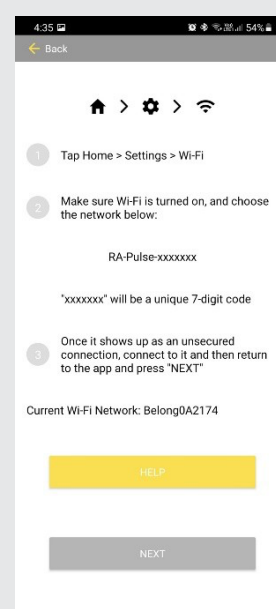 4:35 54%
Back
> >
1 Tap Home > Settings > Wi-Fi
2 Make sure Wi-Fi is turned on, and choose
the network below:
RA-Pulse-xxxxxxx
"xxxxxxx" will be a unique 7-digit code
3 Once it shows up as an unsecured
connection, connect to it and then return
to the app and press "NEXT"
Current Wi-Fi Network: Belong0A2174
HELP
NEXT